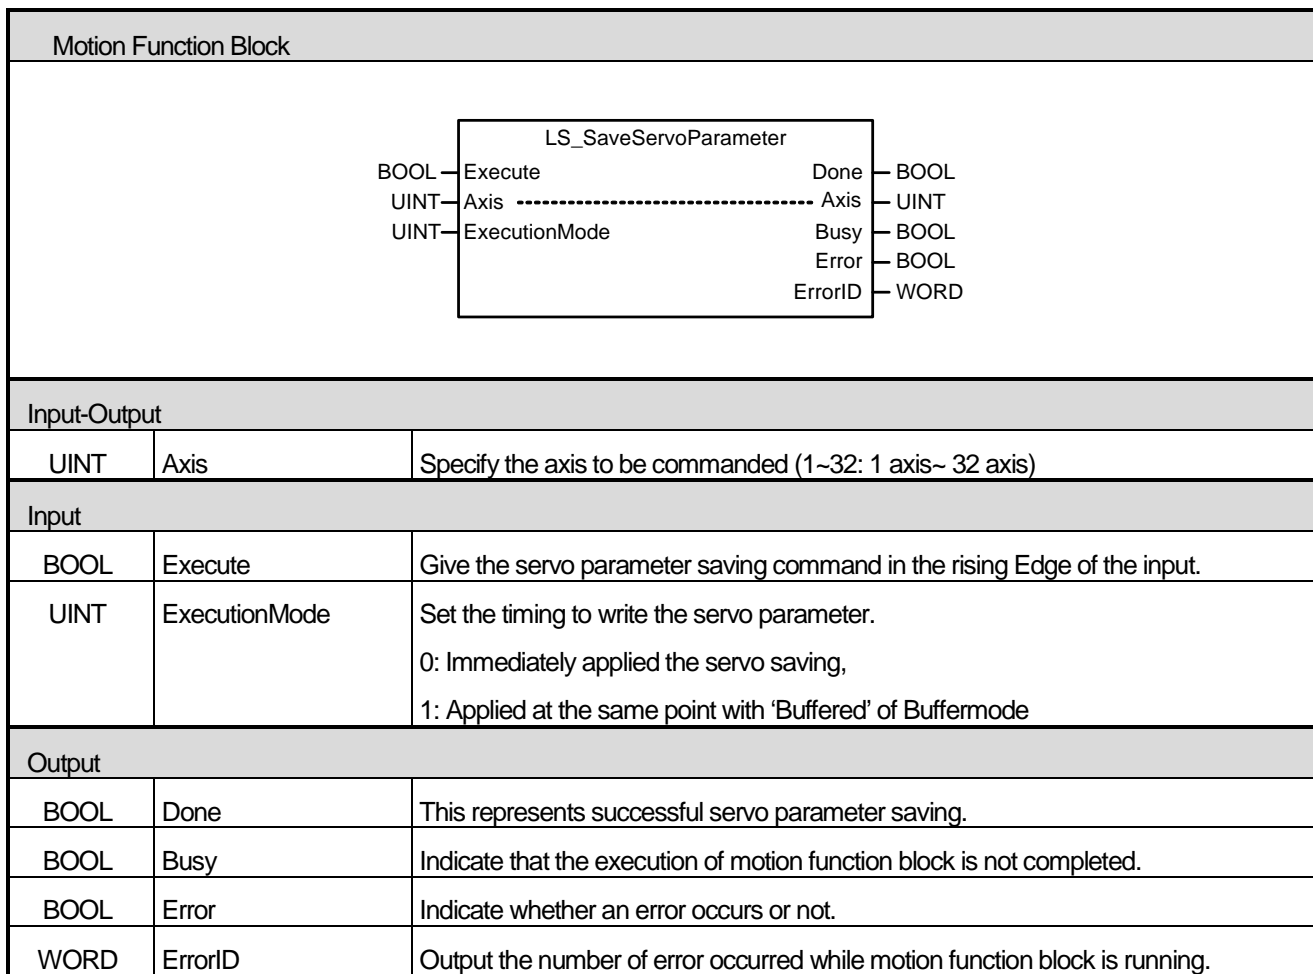 Motion Function Block
LS_SaveServoParameter
BOOL Execute Done BOOL
UINT Axis Axis UINT
UINT ExecutionMode Busy BOOL
Error BOOL
ErrorID WORD
Input-Output
UINT Axis Specify the axis to be commanded (1~32: 1 axis~ 32 axis)
Input
BOOL Execute Give the servo parameter saving command in the rising Edge of the input.
UINT ExecutionMode Set the timing to write the servo parameter.
0: Immediately applied the servo saving,
1: Applied at the same point with ‘Buffered’ of Buffermode
Output
BOOL Done This represents successful servo parameter saving.
BOOL Busy Indicate that the execution of motion function block is not completed.
BOOL Error Indicate whether an error occurs or not.
WORD ErrorID Output the number of error occurred while motion function block is running.